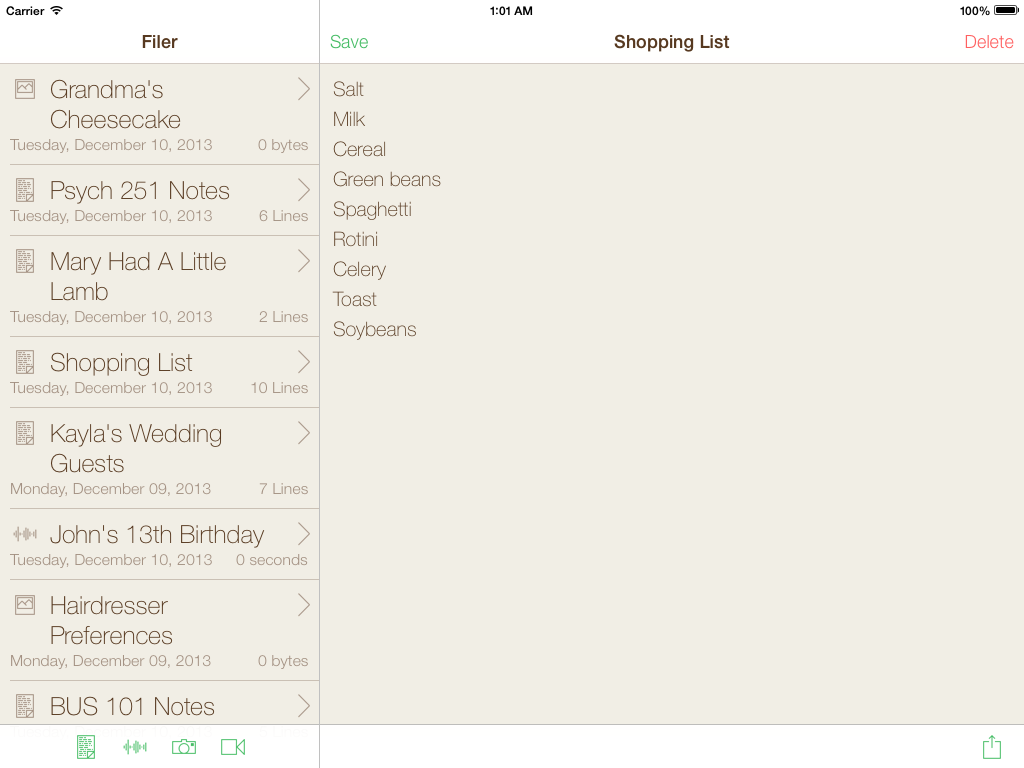 Carrier 1:01 AM 100%
Filer
Save Shopping List Delete
Grandma's
Cheesecake
Tuesday, December 10, 2013 0 bytes
Psych 251 Notes
Tuesday, December 10, 2013 6 Lines
Mary Had A Little
Lamb
Tuesday, December 10, 2013 2 Lines
Shopping List
Tuesday, December 10, 2013 10 Lines
Kayla's Wedding
Guests
Monday, December 09, 2013 7 Lines
John's 13th Birthday
Tuesday, December 10, 2013 0 seconds
Hairdresser
Preferences
Monday, December 09, 2013 0 bytes
BUS 101 Notes
Salt
Milk
Cereal
Green beans
Spaghetti
Rotini
Celery
Toast
Soybeans